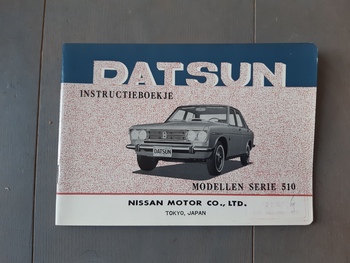 DATSUN
INSTRUCTIEBOEKJE
DATSUN
MODELLEN SERIE 510
NISSAN MOTOR CO., LTD.
TOKYO, JAPAN